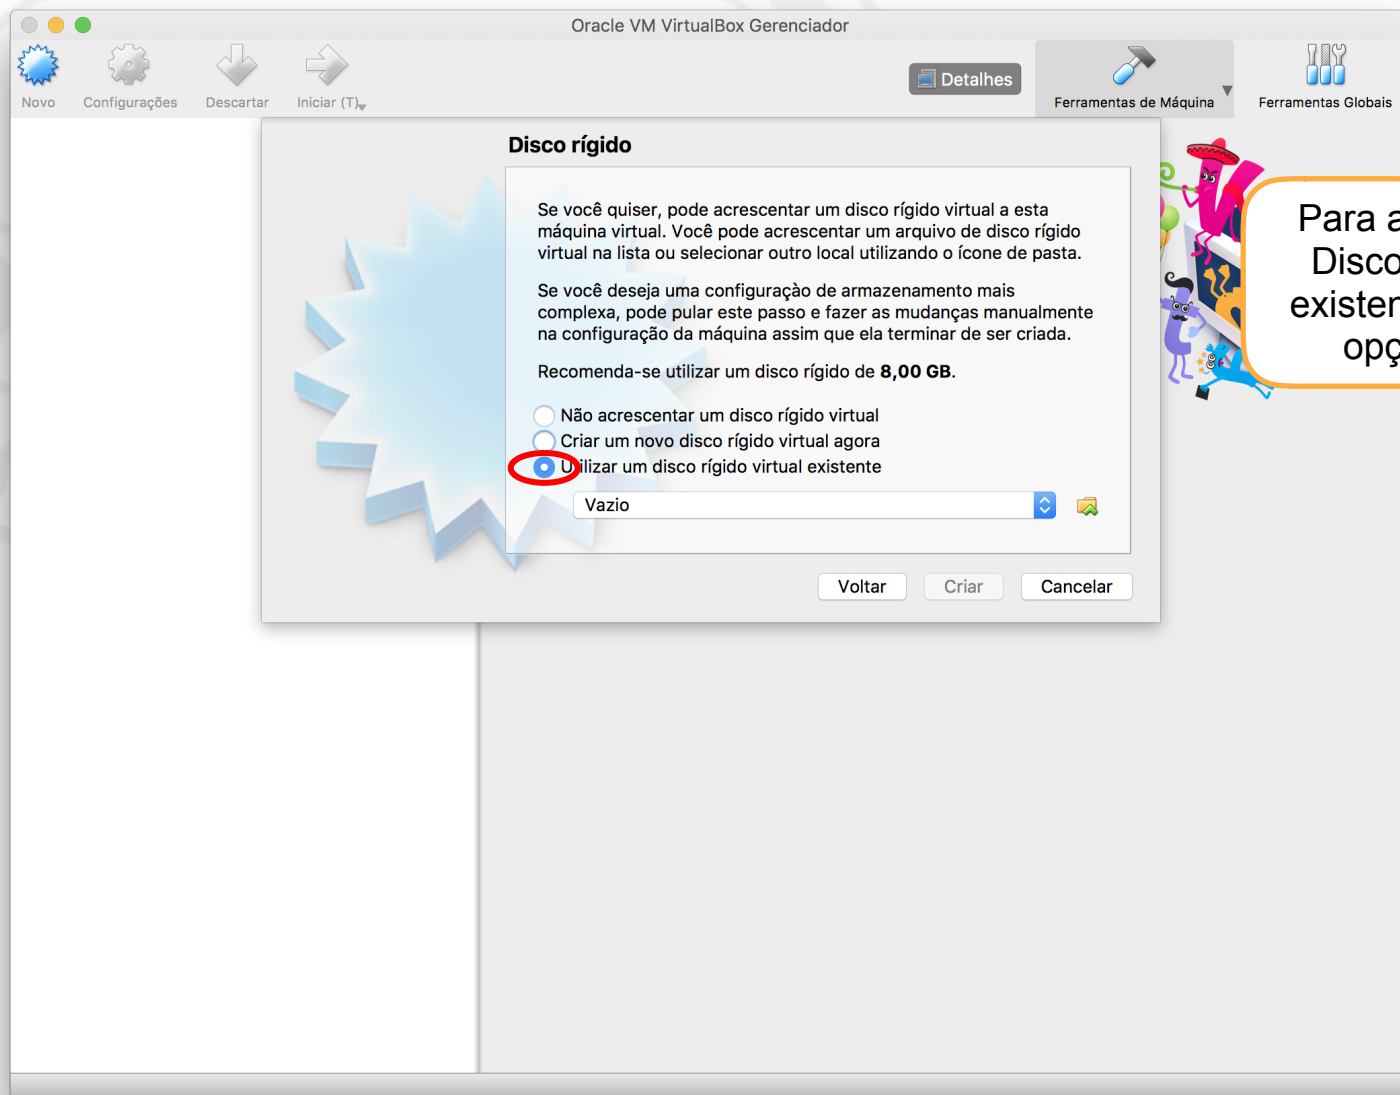 Oracle VM VirtualBox Gerenciador
Novo
Configurações
Descartar
Iniciar (T)
Detalhes
Ferramentas de Máquina
Ferramentas Globais
Disco rígido
Se você quiser, pode acrescentar um disco rígido virtual a esta
máquina virtual. Você pode acrescentar um arquivo de disco rígido
virtual na lista ou selecionar outro local utilizando o ícone de pasta.
Se você deseja uma configuraçào de armazenamento mais
complexa, pode pular este passo e fazer as mudanças manualmente
na configuração da máquina assim que ela terminar de ser criada.
Recomenda-se utilizar um disco rígido de 8,00 GB.
Não acrescentar um disco rígido virtual
Criar um novo disco rígido virtual agora
Utilizar um disco rígido virtual existente
Vazio
Voltar
Criar
Cancelar
Para
Disco